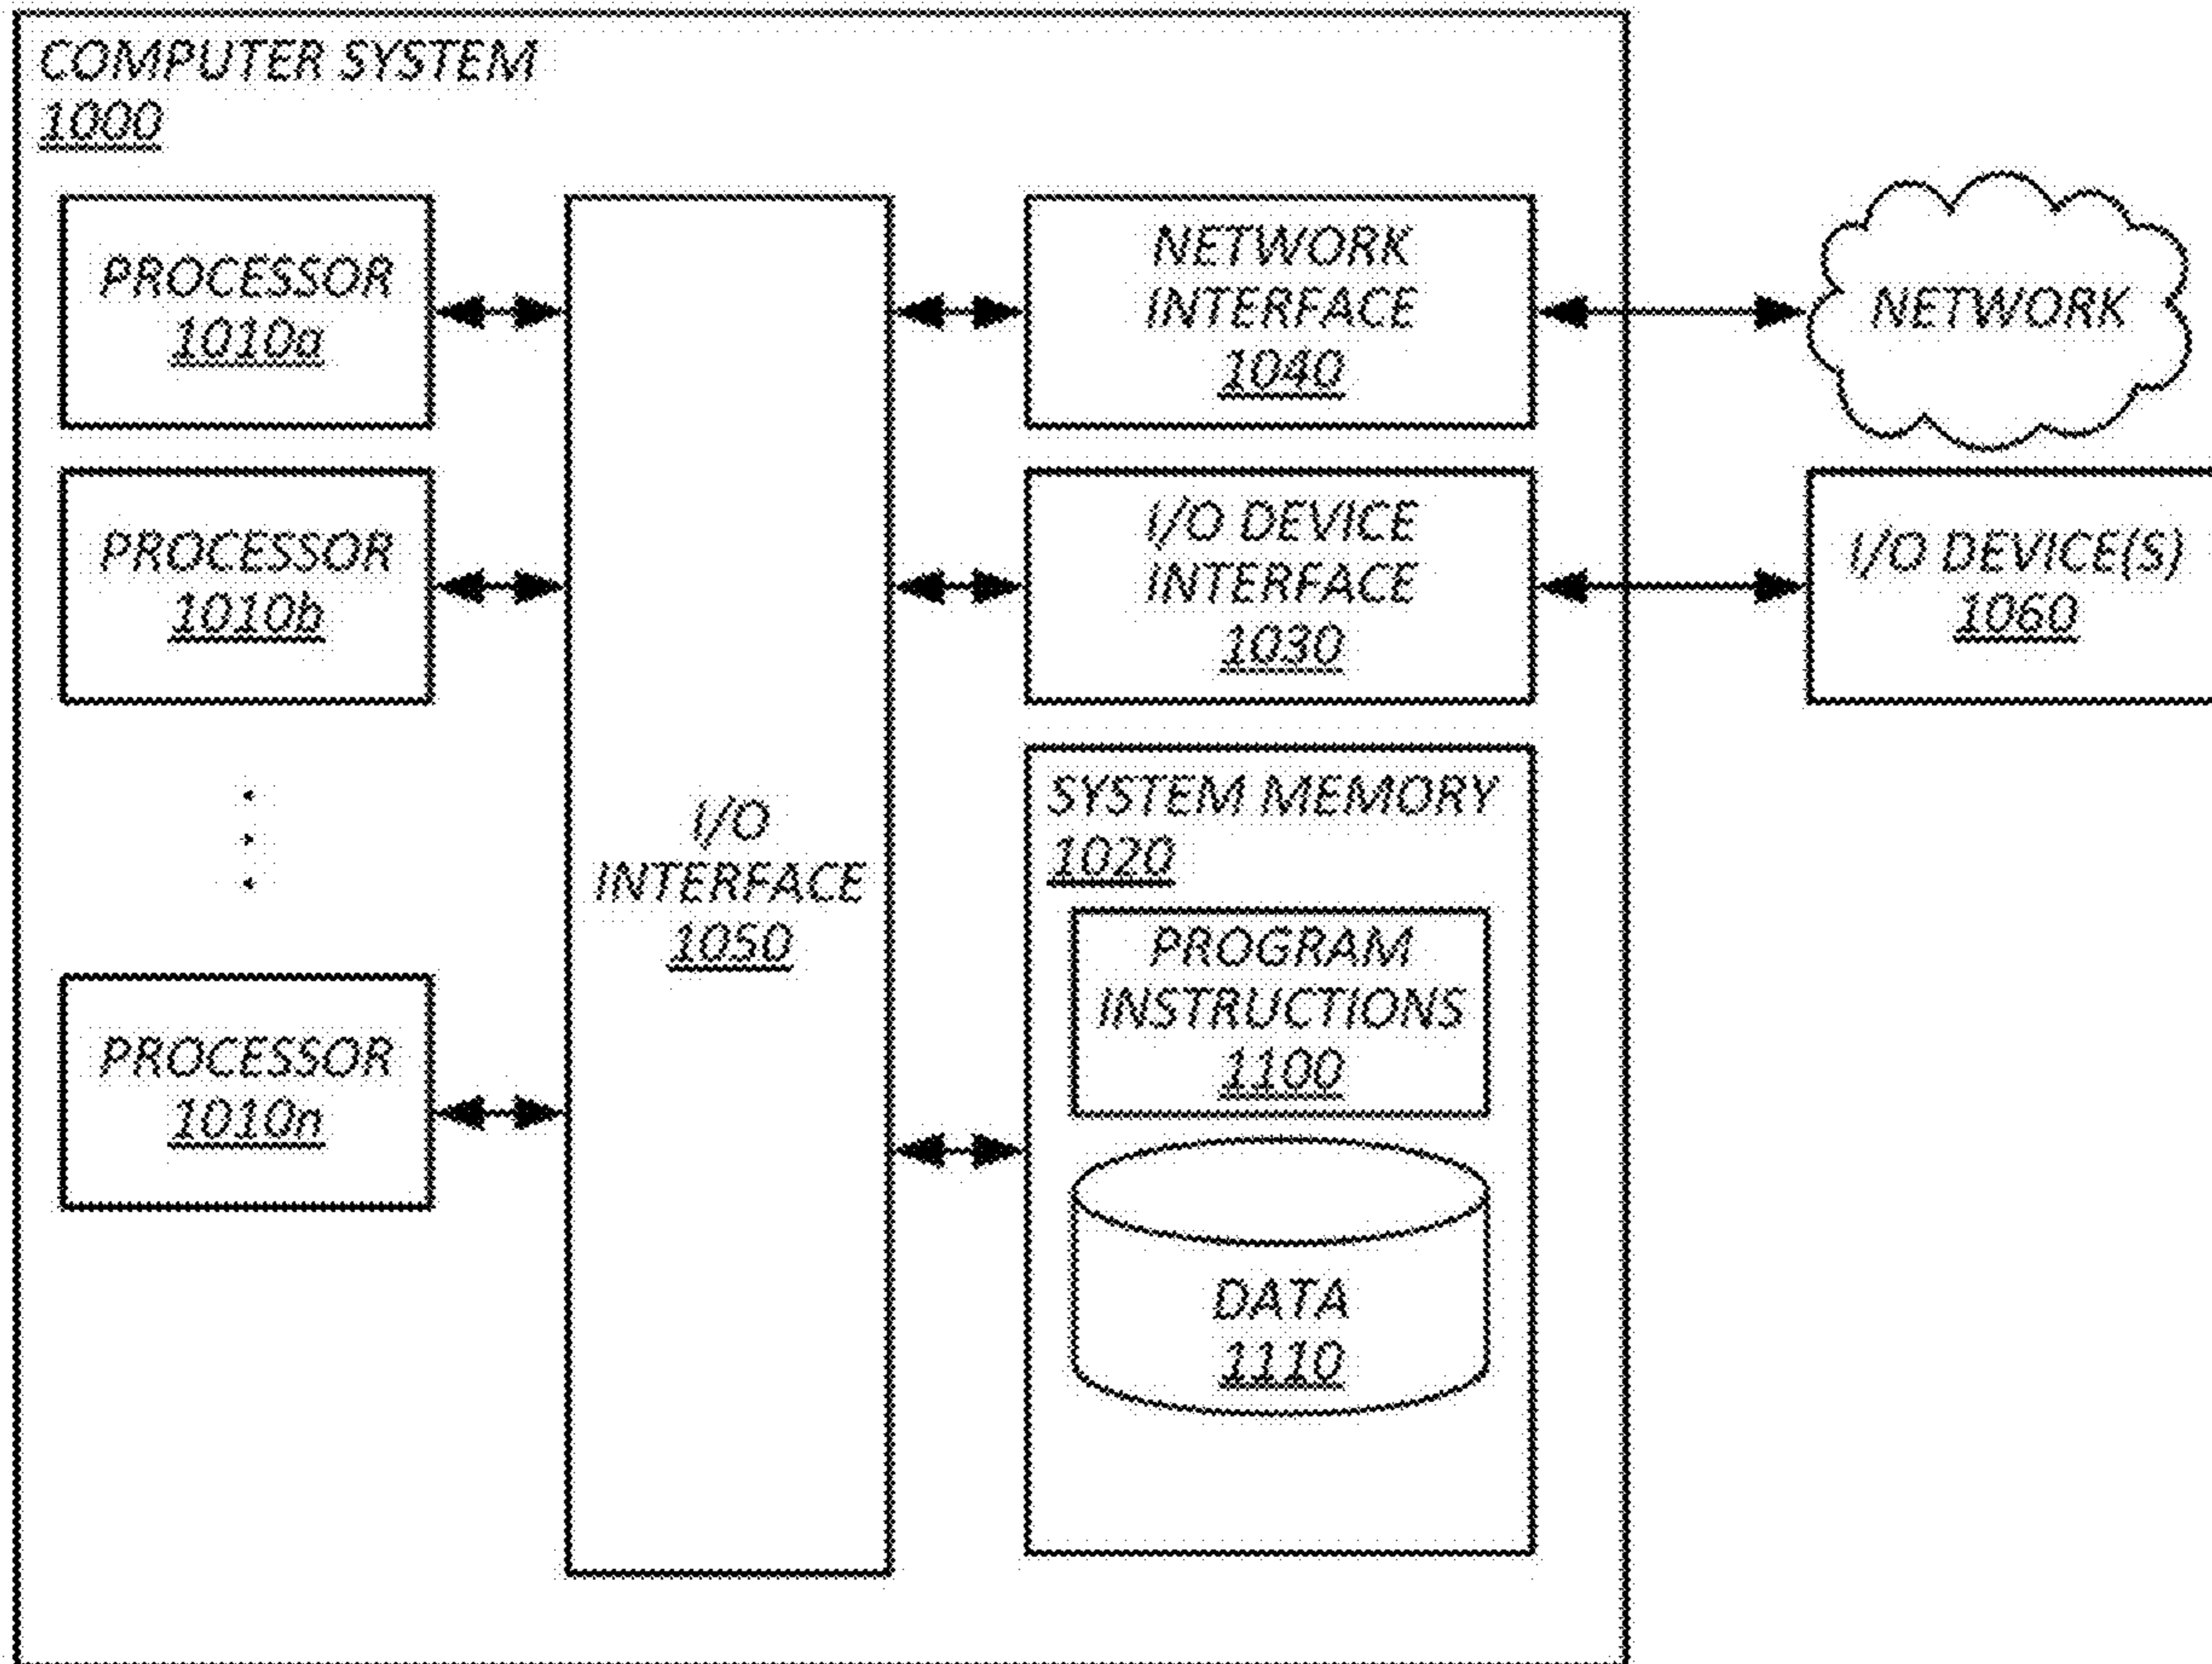 COMPUTER SYSTEM
1000
PROCESSOR
1010a
PROCESSOR
1010b
PROCESSOR
1010n
I/O
INTERFACE
1050
NETWORK
INTERFACE
1040
I/O DEVICE
INTERFACE
1030
SYSTEM MEMORY
1020
PROGRAM
INSTRUCTIONS
1100
DATA
1110
NETWORK
I/O DEVICE(S)
1060